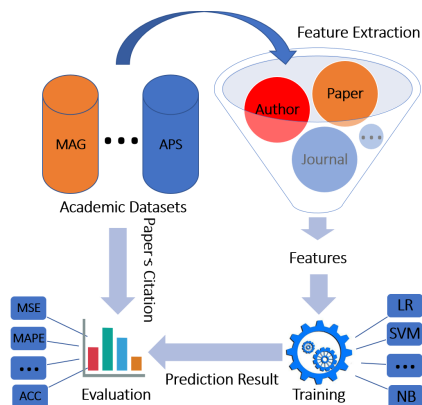 Feature Extraction
MAG
•••
APS
Author
Paper
Journal
•••
Academic Datasets
Paper's Citation
Features
MSE
MAPE
•••
ACC
Evaluation
Prediction Result
Training
LR
SVM
•••
NB